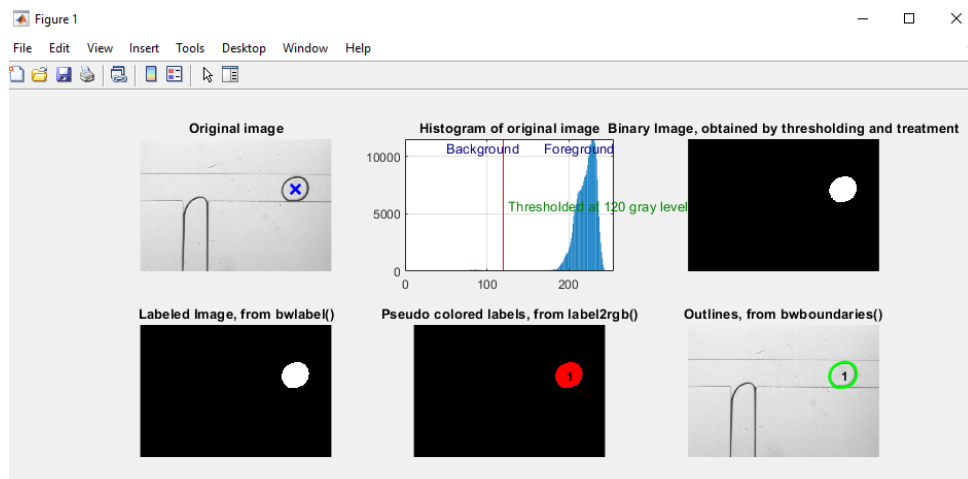 Figure 1
File Edit View Insert Tools Desktop Window Help
Original image
Histogram of original image
Binary Image, obtained by thresholding and treatment
Background
Foreground
10000
Thresholded at 120 gray level
5000
0
0 100 200
Labeled Image, from bwlabel()
Pseudo colored labels, from label2rgb()
Outlines, from bwboundaries()
1
1